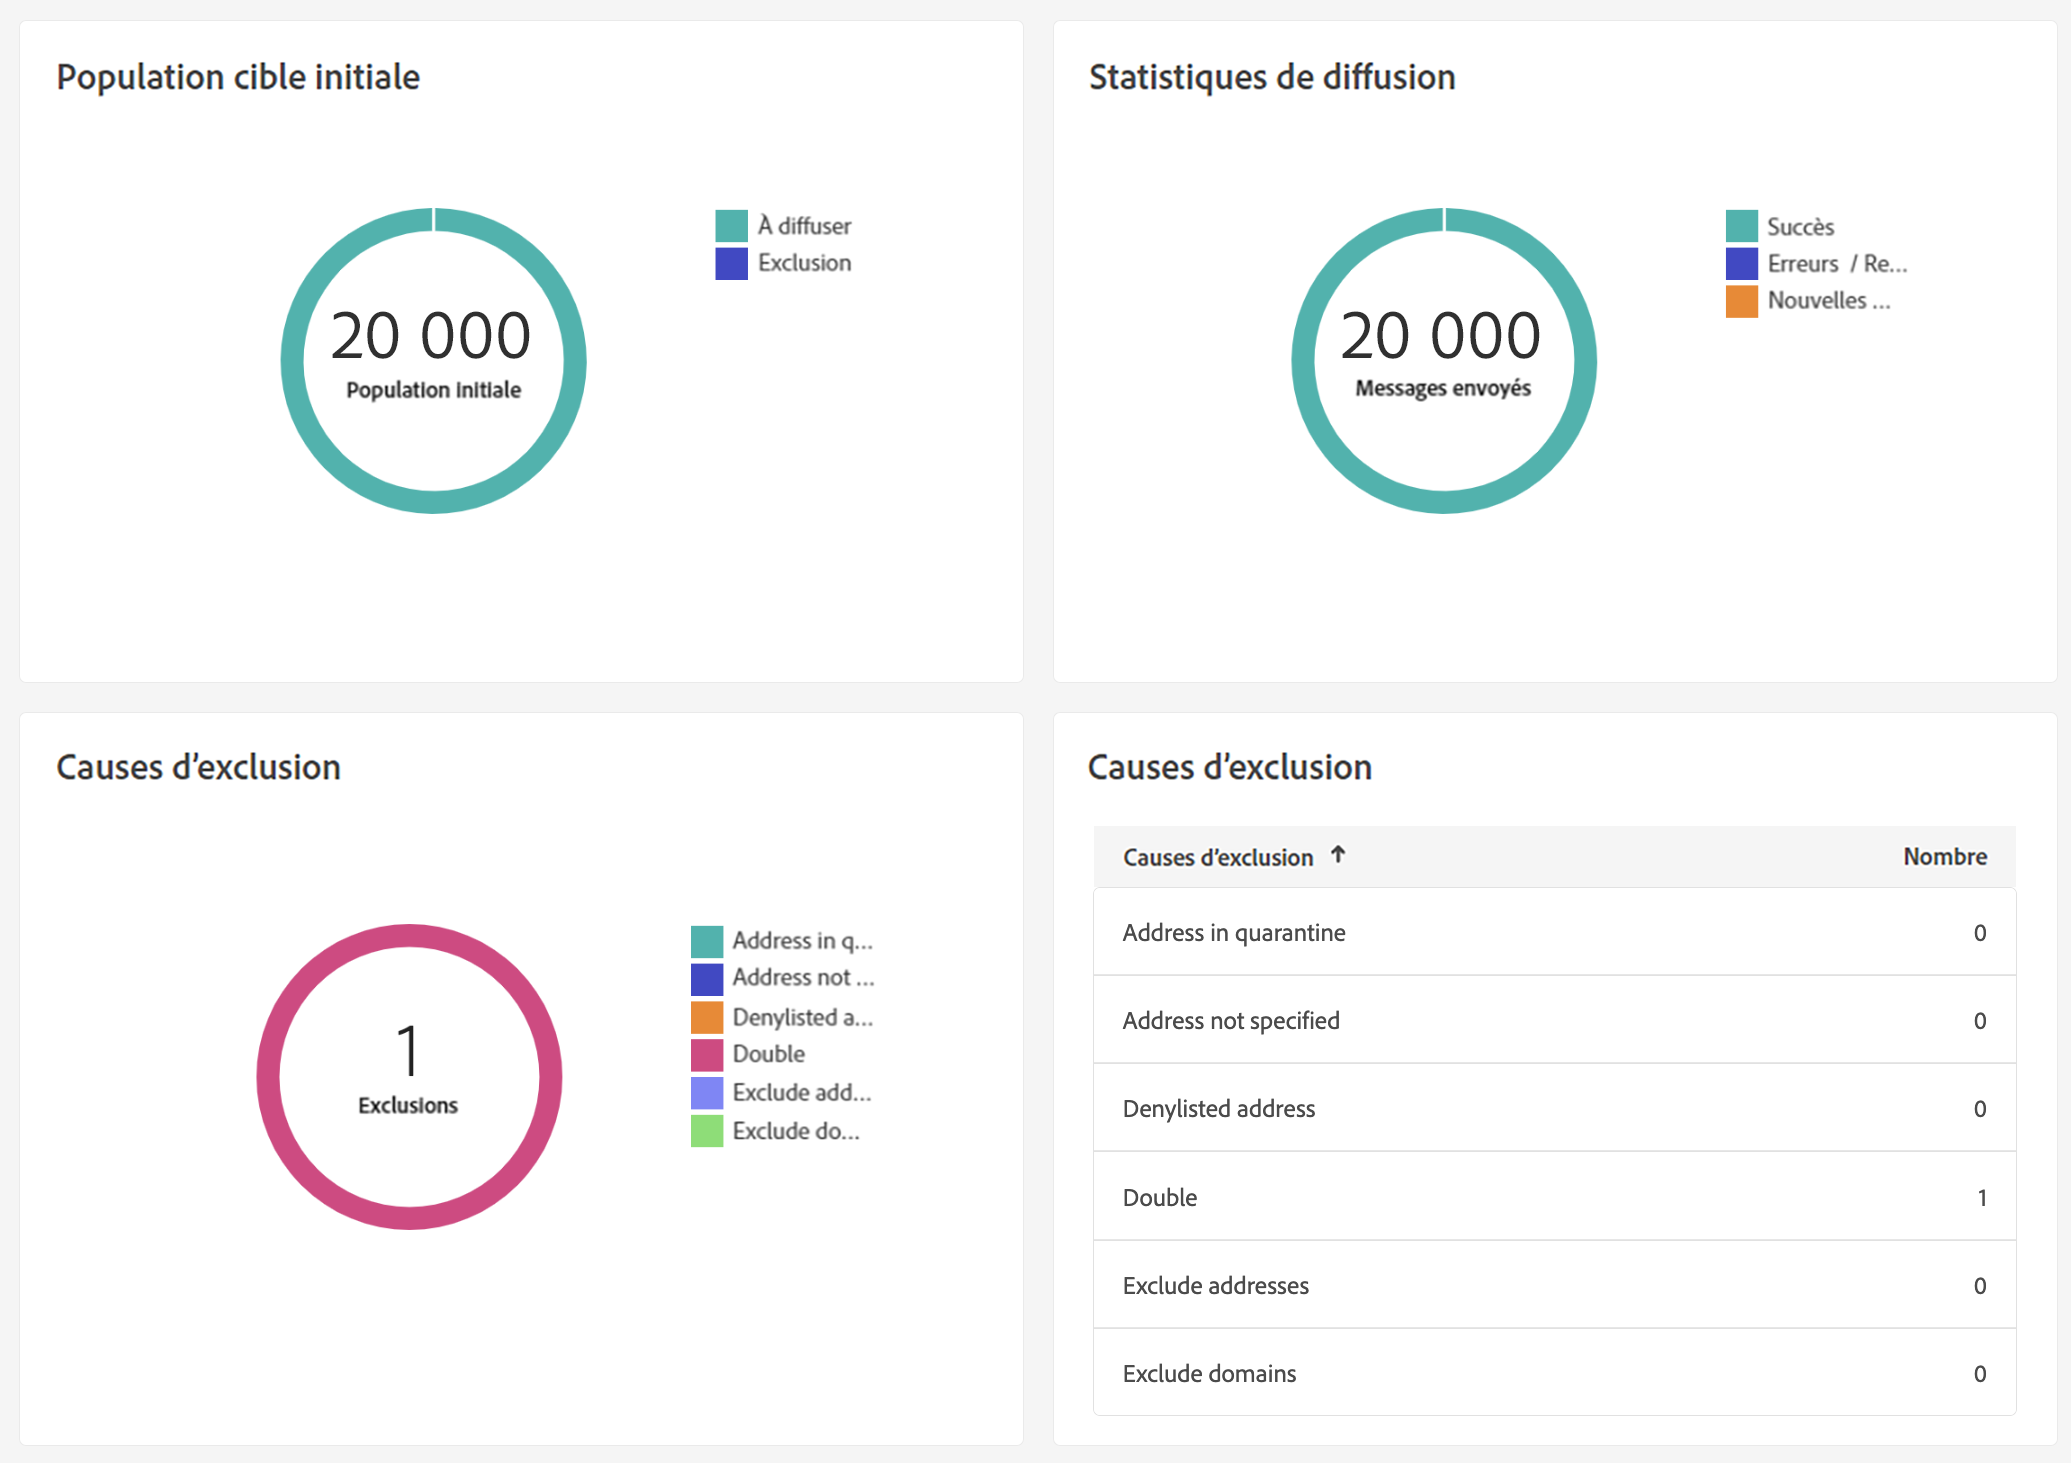 Population cible initiale
20 000
Population initiale
À diffuser
Exclusion
Statistiques de diffusion
20 000
Messages envoyés
Succès
Erreurs / Re...
Nouvelles ...
Causes d’exclusion
1
Exclusions
Address in q...
Address not ...
Denylisted a...
Double
Exclude add...
Exclude do...
Causes d’exclusion
Causes d’exclusion ↑ Nombre
Address in quarantine 0
Address not specified 0
Denylisted address 0
Double 1
Exclude addresses 0
Exclude domains 0